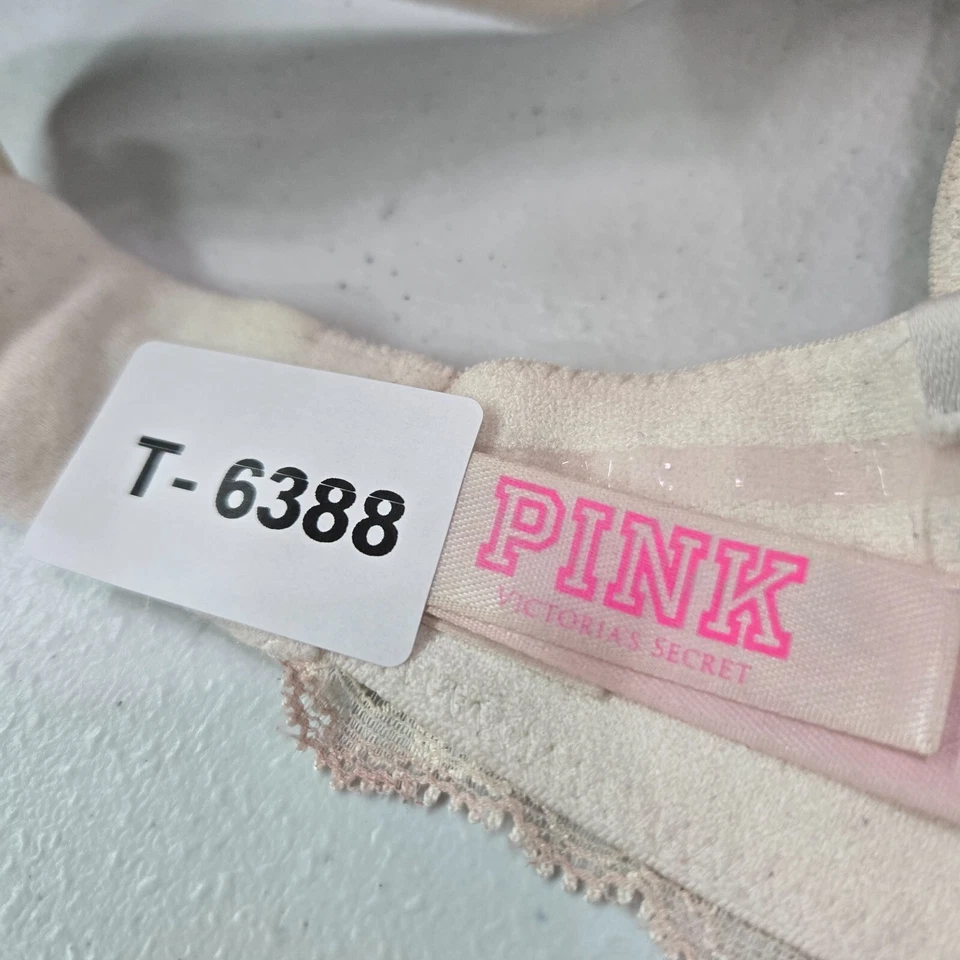 T- 6388
PINK
VICTORIA'S SECRET